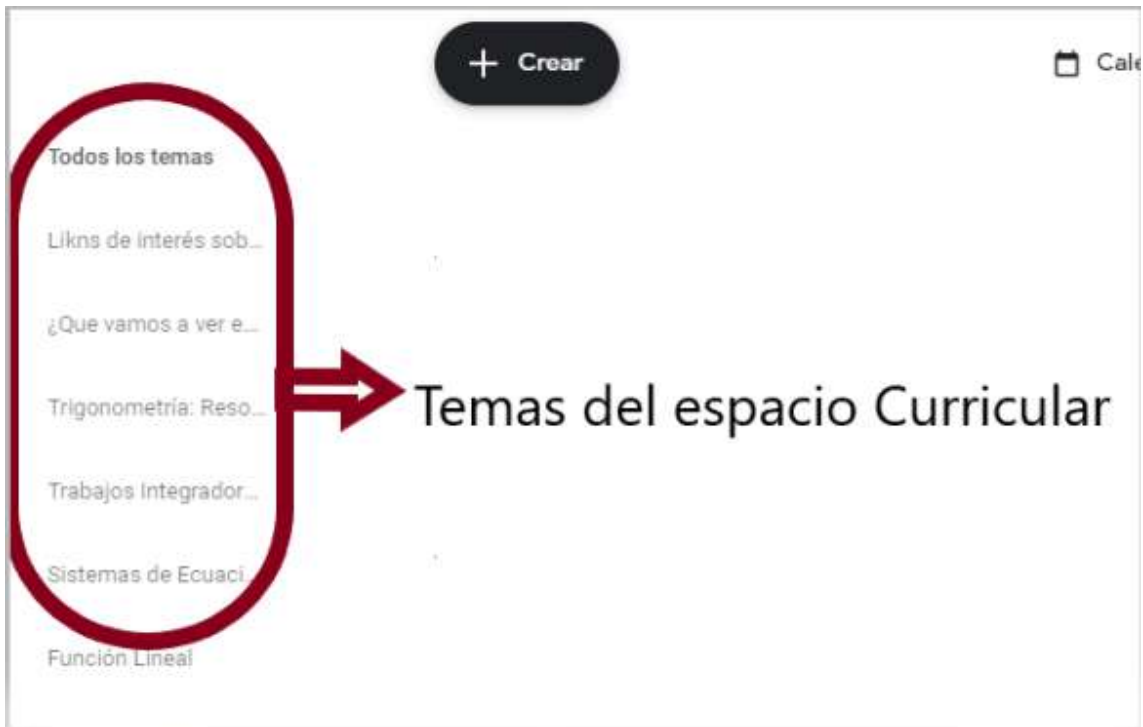 Crear
Cale
Todos los temas
Likns de interés sob...
¿Que vamos a ver e...
Trigonometría: Reso...
Temas del espacio Curricular
Trabajos Integrador...
Sistemas de Ecuaci...
Función Lineal